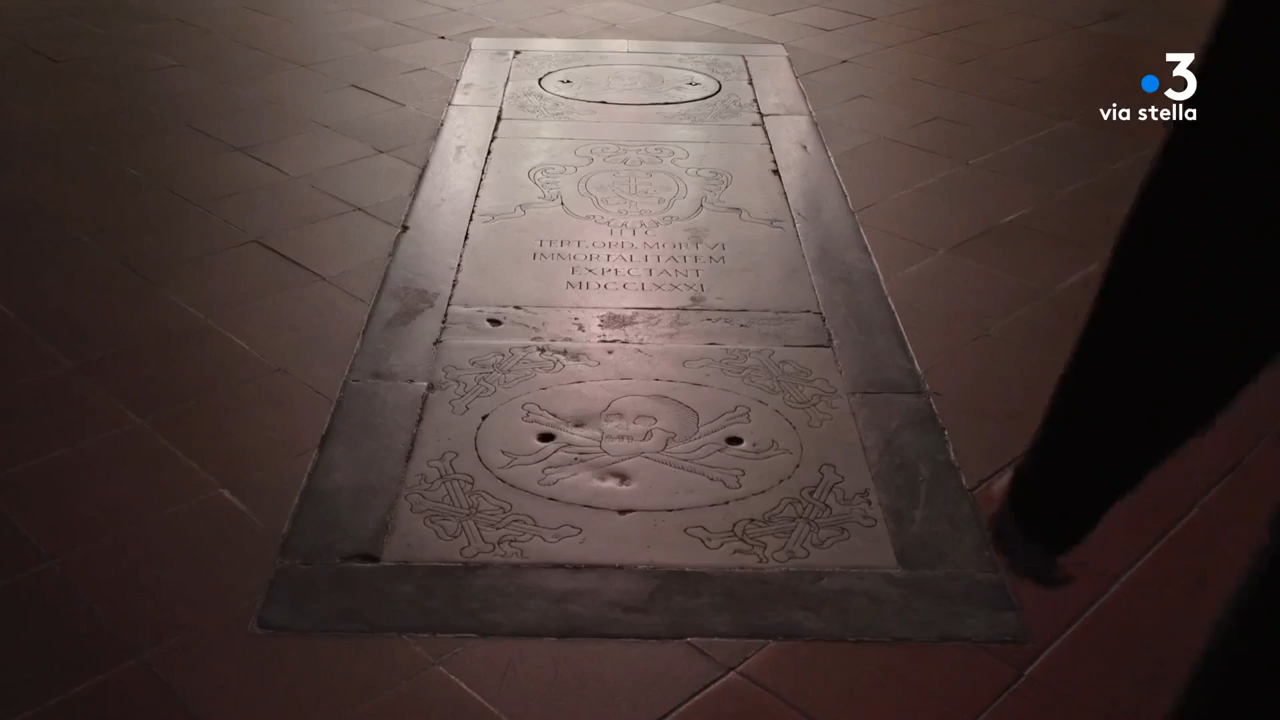 3
via stella
HIC
TERT. ORD. MORTVI
IMMORTALITATEM
EXPECTANT
MDCCLXXXI.